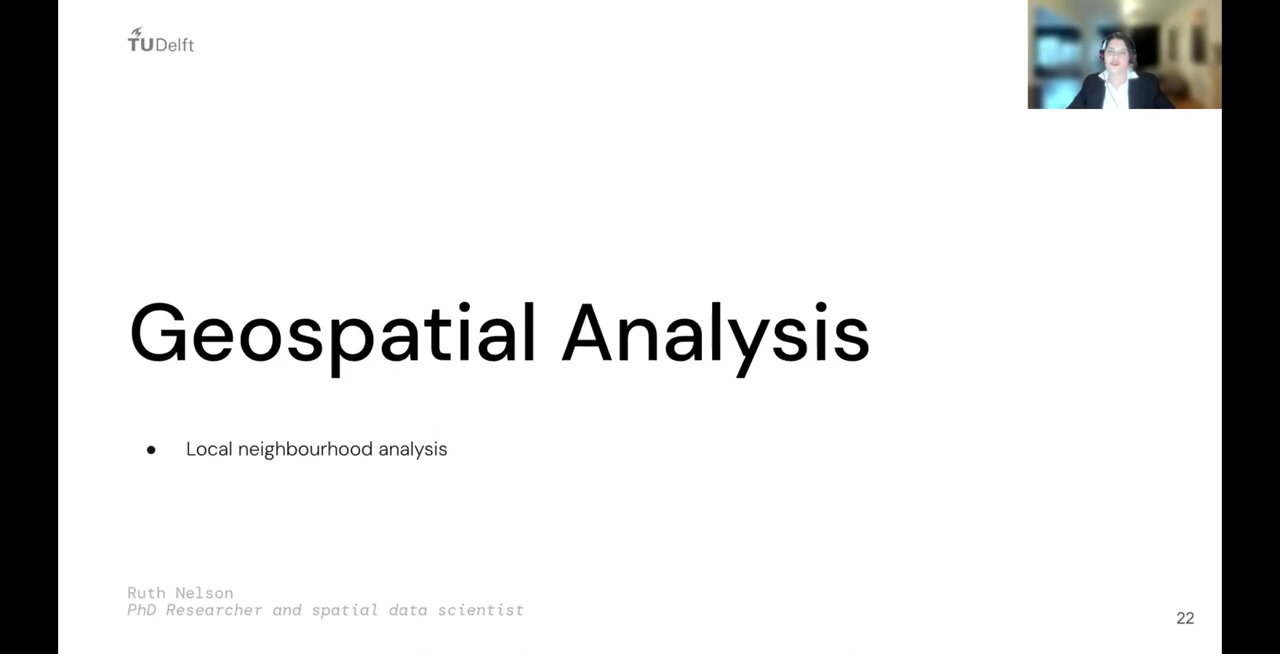 TUDelft
Geospatial Analysis
● Local neighbourhood analysis
Ruth Nelson
PhD Researcher and spatial data scientist
22